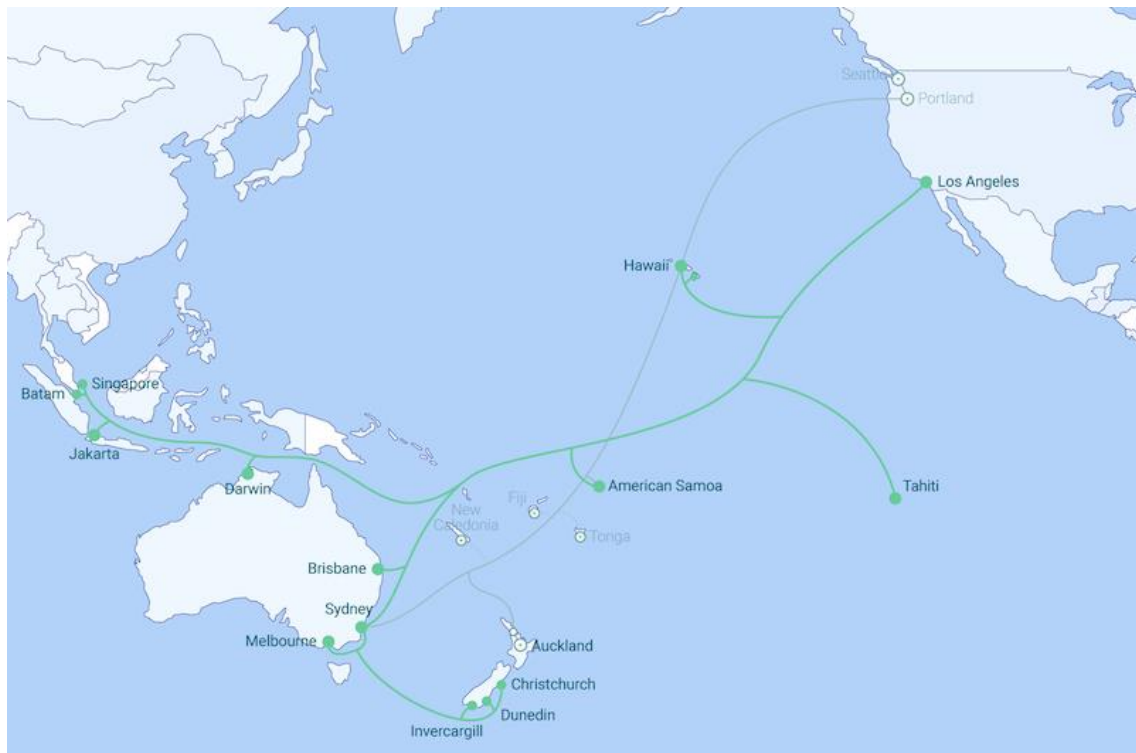 Seattle
Portland
Los Angeles
Hawaii
Singapore
Batam
Jakarta
Darwin
American Samoa
Tahiti
New
Caledonia
Fiji
Tonga
Brisbane
Sydney
Melbourne
Auckland
Christchurch
Dunedin
Invercargill